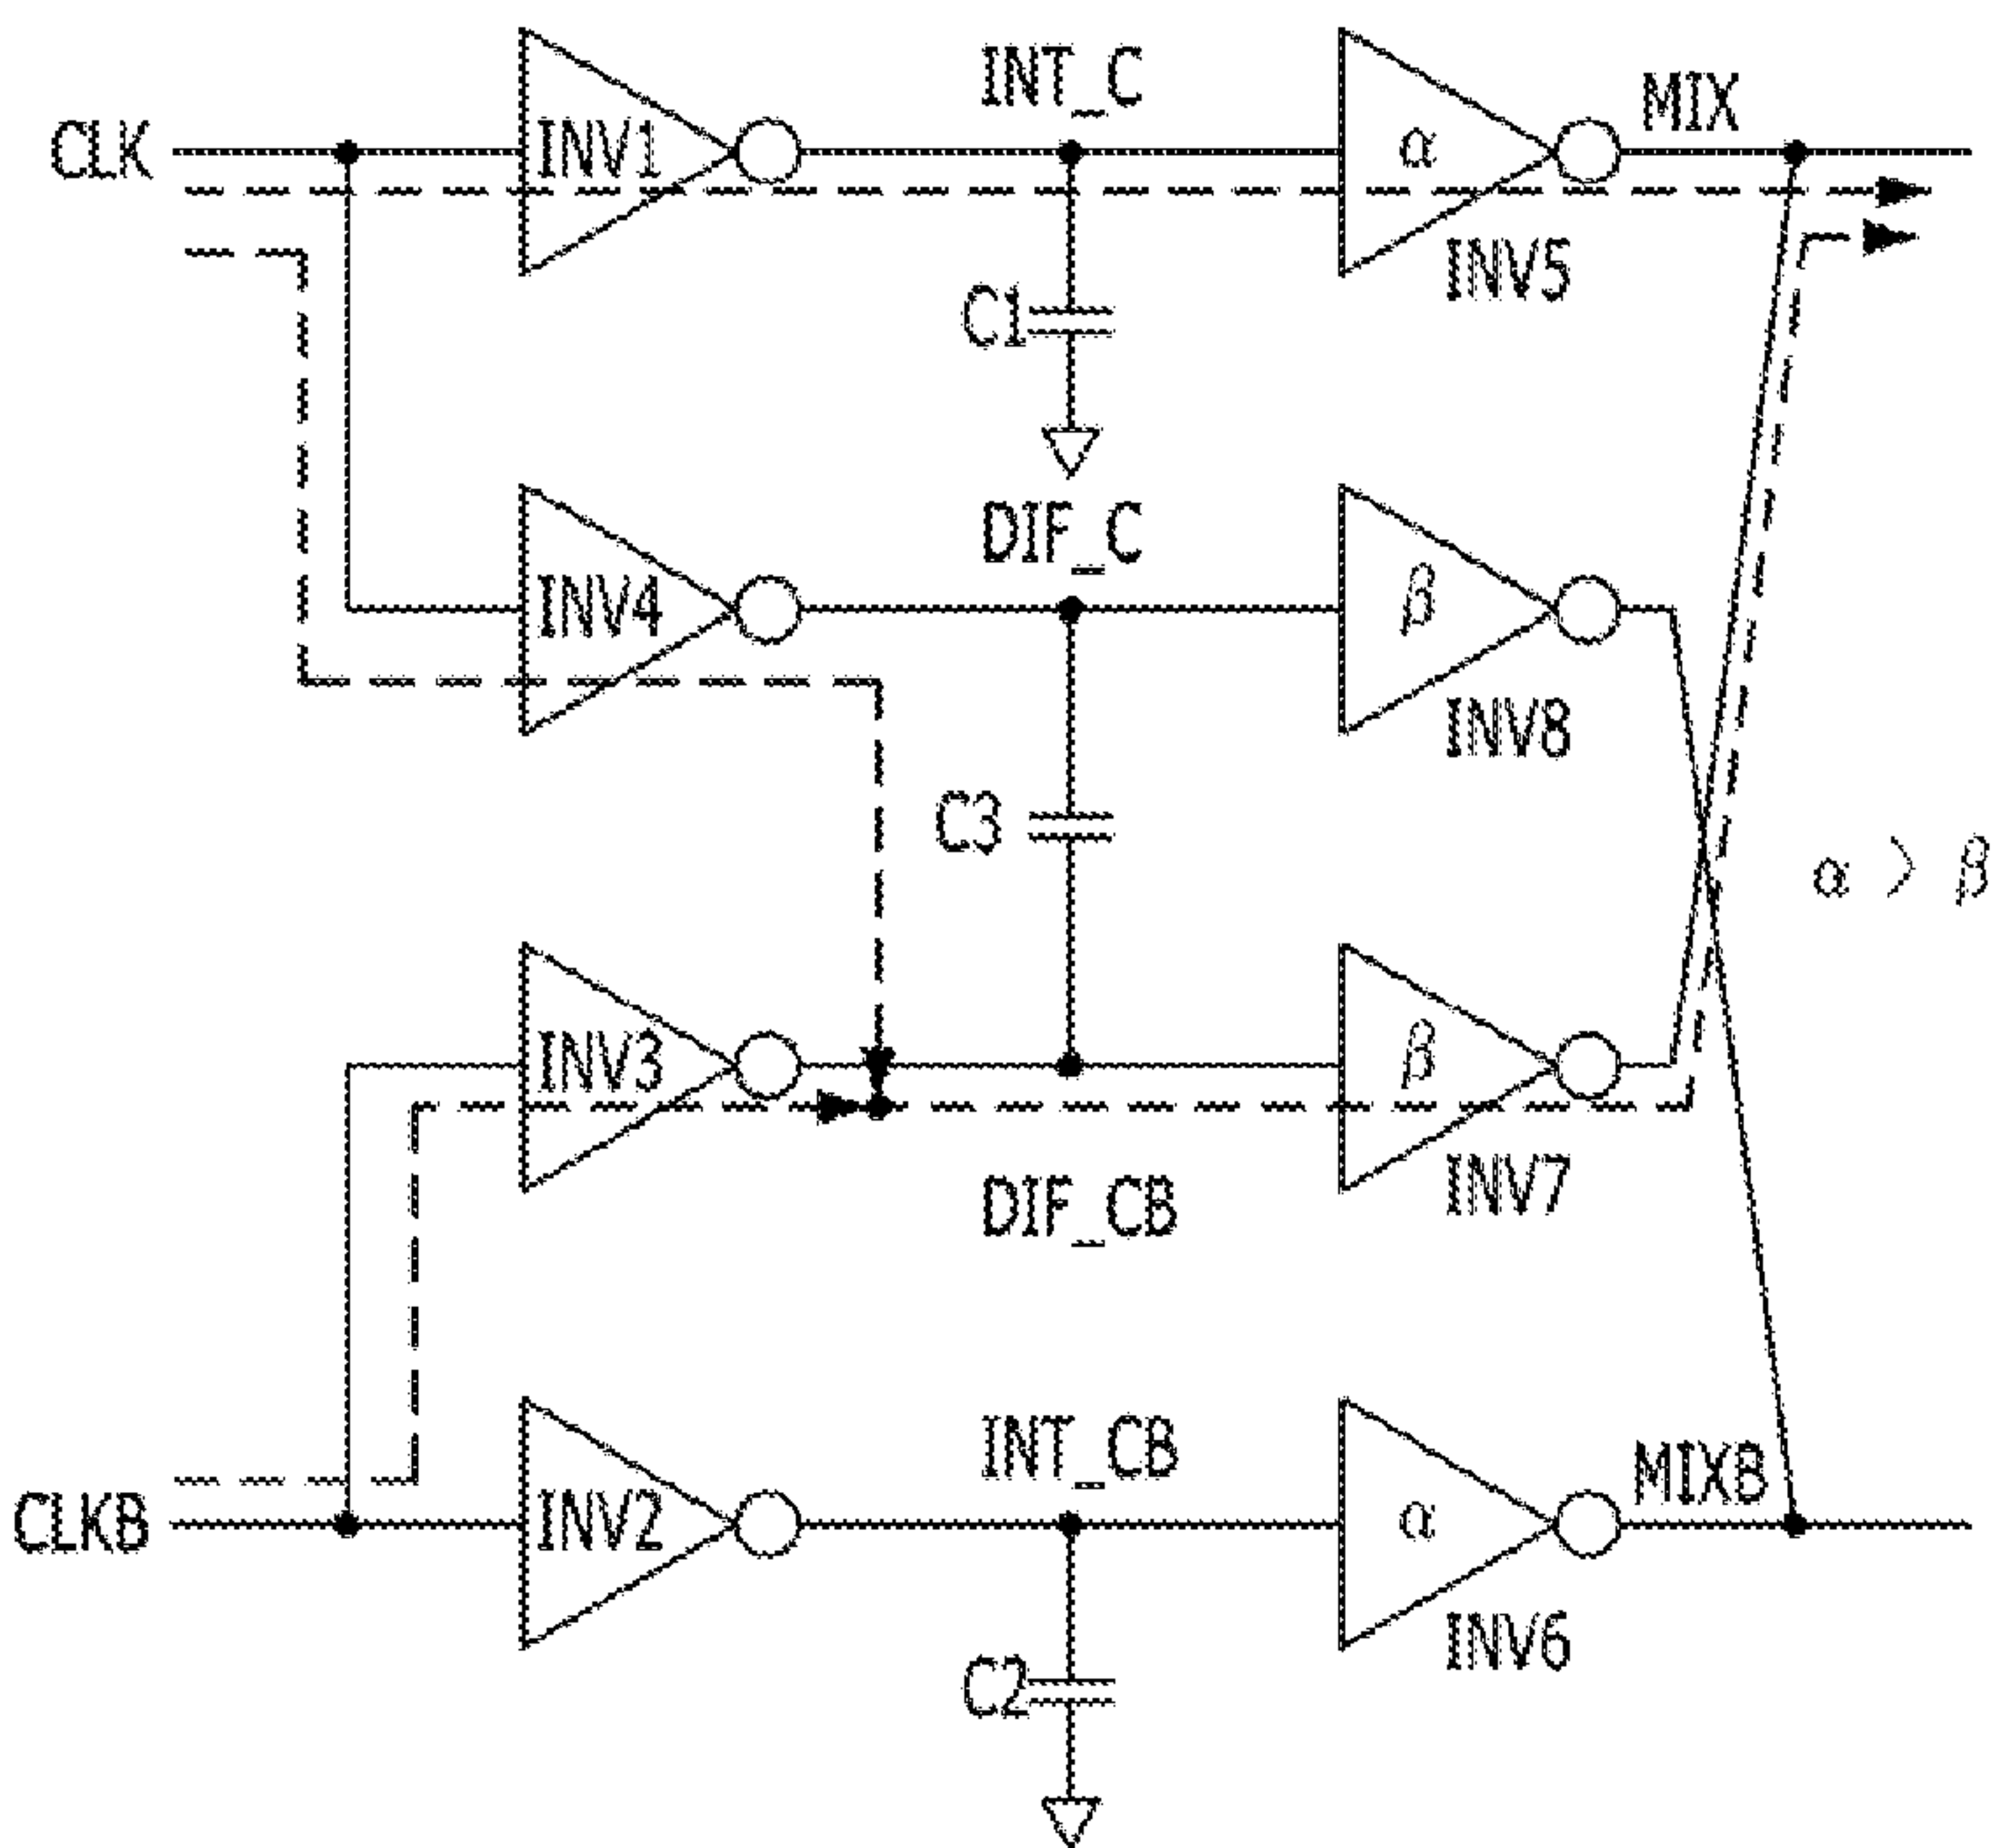 INT_C
MIX
CLK
INV1
α
INV5
C1
DIF_C
INV4
β
INV8
C3
α > β
INV3
β
INV7
DIF_CB
INT_CB
MIXB
CLKB
INV2
α
INV6
C2